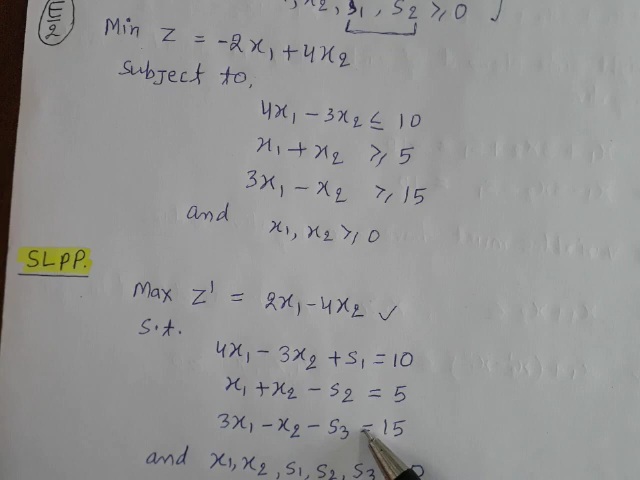 x2, s1, s2 ≥ 0
E/2
Min Z = -2x1 + 4x2
Subject to,
4x1 - 3x2 ≤ 10
x1 + x2 ≥ 5
3x1 - x2 ≥ 15
and
x1, x2 ≥ 0
SLPP.
Max Z' = 2x1 - 4x2 ✓
S.t.
4x1 - 3x2 + s1 = 10
x1 + x2 - s2 = 5
3x1 - x2 - s3 = 15
and x1, x2, s1, s2, s3 0